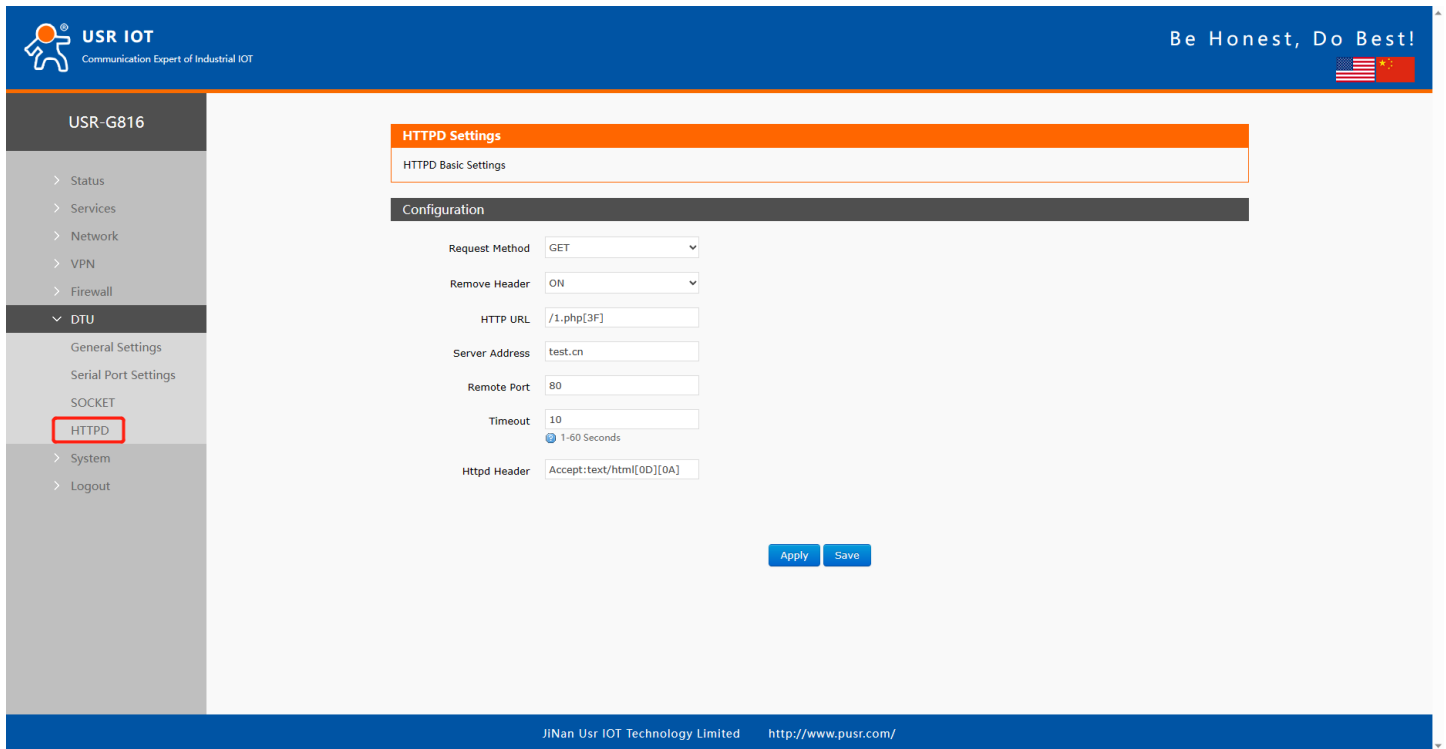 USR IOT
Communication Expert of Industrial IOT
Be Honest, Do Best!
USR-G816
Status
Services
Network
VPN
Firewall
DTU
General Settings
Serial Port Settings
SOCKET
HTTPD
System
Logout
HTTPD Settings
HTTPD Basic Settings
Configuration
Request Method GET
Remove Header ON
HTTP URL /1.php[3F]
Server Address test.cn
Remote Port 80
Timeout 10
1-60 Seconds
Httpd Header Accept:text/html[0D][0A]
Apply Save
JiNan Usr IOT Technology Limited http://www.pusr.com/